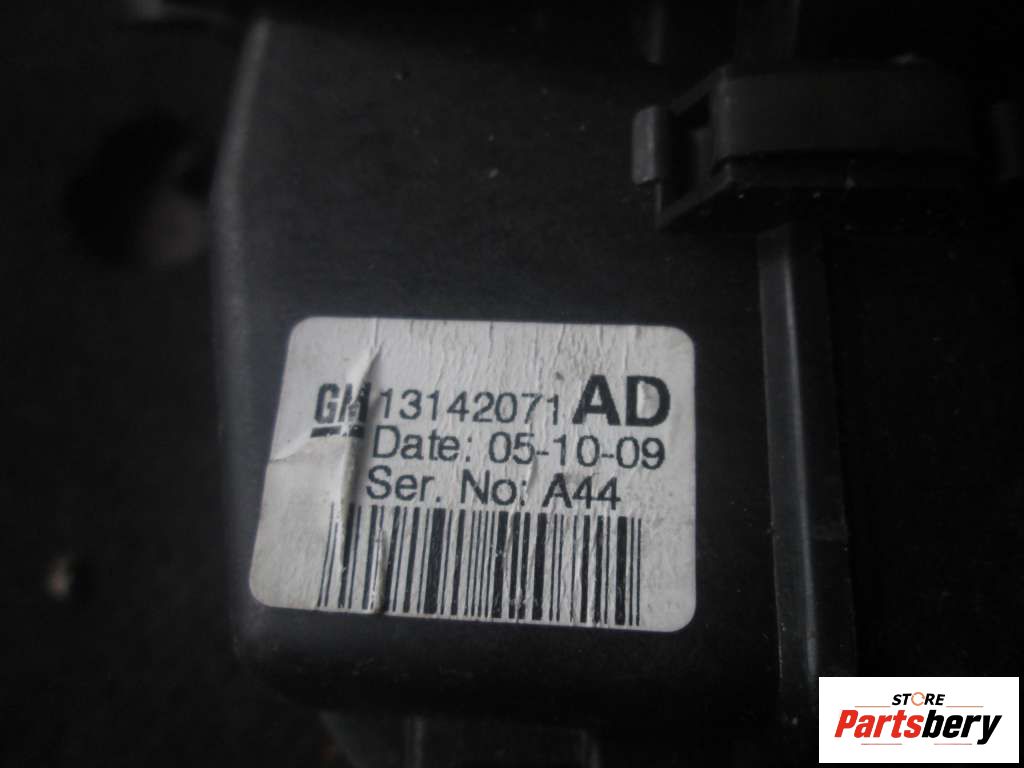 GM 13142071 AD
Date: 05-10-09
Ser. No: A44
STORE
Partsbery